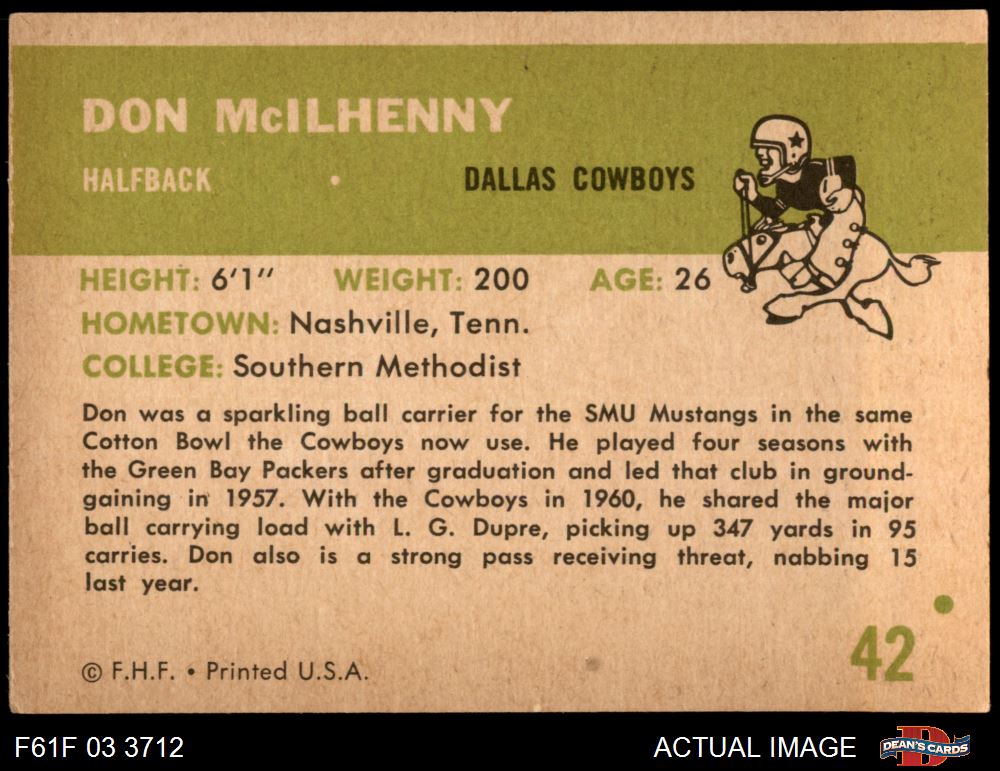 DON McILHENNY
HALFBACK • DALLAS COWBOYS
HEIGHT: 6'1" WEIGHT: 200 AGE: 26
HOMETOWN: Nashville, Tenn.
COLLEGE: Southern Methodist
Don was a sparkling ball carrier for the SMU Mustangs in the same
Cotton Bowl the Cowboys now use. He played four seasons with
the Green Bay Packers after graduation and led that club in ground-
gaining in 1957. With the Cowboys in 1960, he shared the major
ball carrying load with L. G. Dupre, picking up 347 yards in 95
carries. Don also is a strong pass receiving threat, nabbing 15
last year.
42
© F.H.F. • Printed U.S.A.
F61F 03 3712 ACTUAL IMAGE DEAN'S CARDS